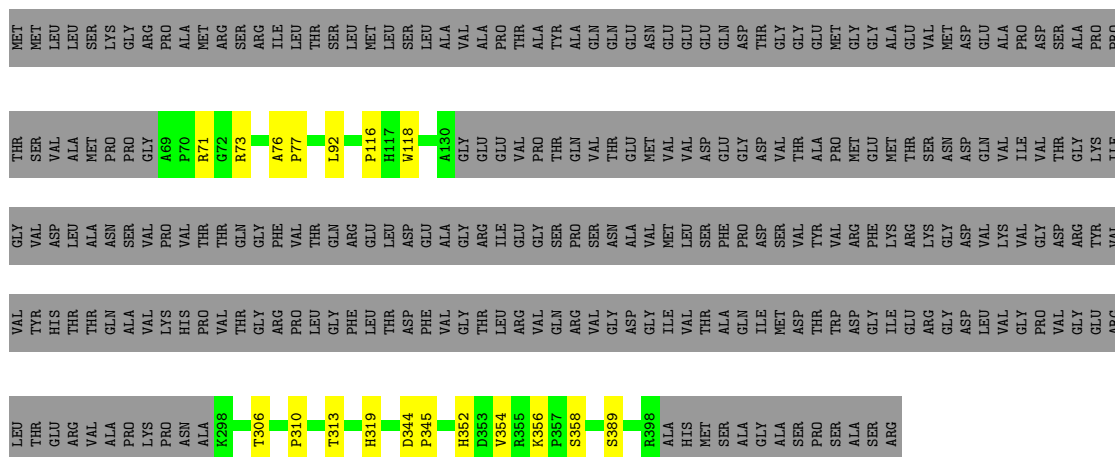 MET MET LEU LEU SER LYS GLY ARG PRO ALA MET ARG SER ARG ILE LEU THR SER LEU MET LEU SER LEU ALA VAL ALA PRO THR ALA TYR ALA GLN GLN GLU ASN GLU GLU GLU GLN ASP THR GLY GLY GLU MET GLY GLY ALA GLU VAL MET ASP GLU ALA PRO ASP SER ALA PRO PRO
THR SER VAL ALA MET PRO PRO GLY A69 P70 R71 G72 R73 A76 P77 L92 P116 H117 W118 A130 GLY GLU GLU VAL PRO THR GLN VAL THR GLU MET VAL VAL ASP GLU GLY ASP VAL THR ALA PRO MET GLU MET THR SER ASN ASP GLN VAL ILE VAL THR GLY LYS ILE
GLY VAL ASP LEU ALA ASN SER VAL PRO VAL THR THR GLN GLY PHE VAL THR GLN ARG GLU LEU ASP GLU ALA GLY ARG ILE GLU GLY SER PRO SER ASN ALA VAL MET LEU SER PHE PRO ASP SER VAL TYR VAL ARG PHE LYS ARG LYS GLY ASP VAL LYS VAL GLY ASP ARG TYR VAL
VAL TYR HIS THR THR GLN ALA VAL LYS HIS PRO VAL THR GLY ARG PRO LEU GLY PHE LEU THR ASP PHE VAL GLY THR LEU ARG VAL GLN ARG VAL GLY ASP GLY ILE VAL THR ALA GLN ILE MET ASP THR TRP ASP GLY ILE GLU ARG GLY ASP LEU VAL GLY PRO VAL GLY GLU ARG
LEU THR GLU ARG VAL ALA PRO LYS PRO ASN ALA K298 T306 P310 T313 H319 D344 P345 H352 D353 V354 R355 K356 P357 S358 S389 R398 ALA HIS MET SER ALA GLY ALA SER PRO SER ALA SER ARG